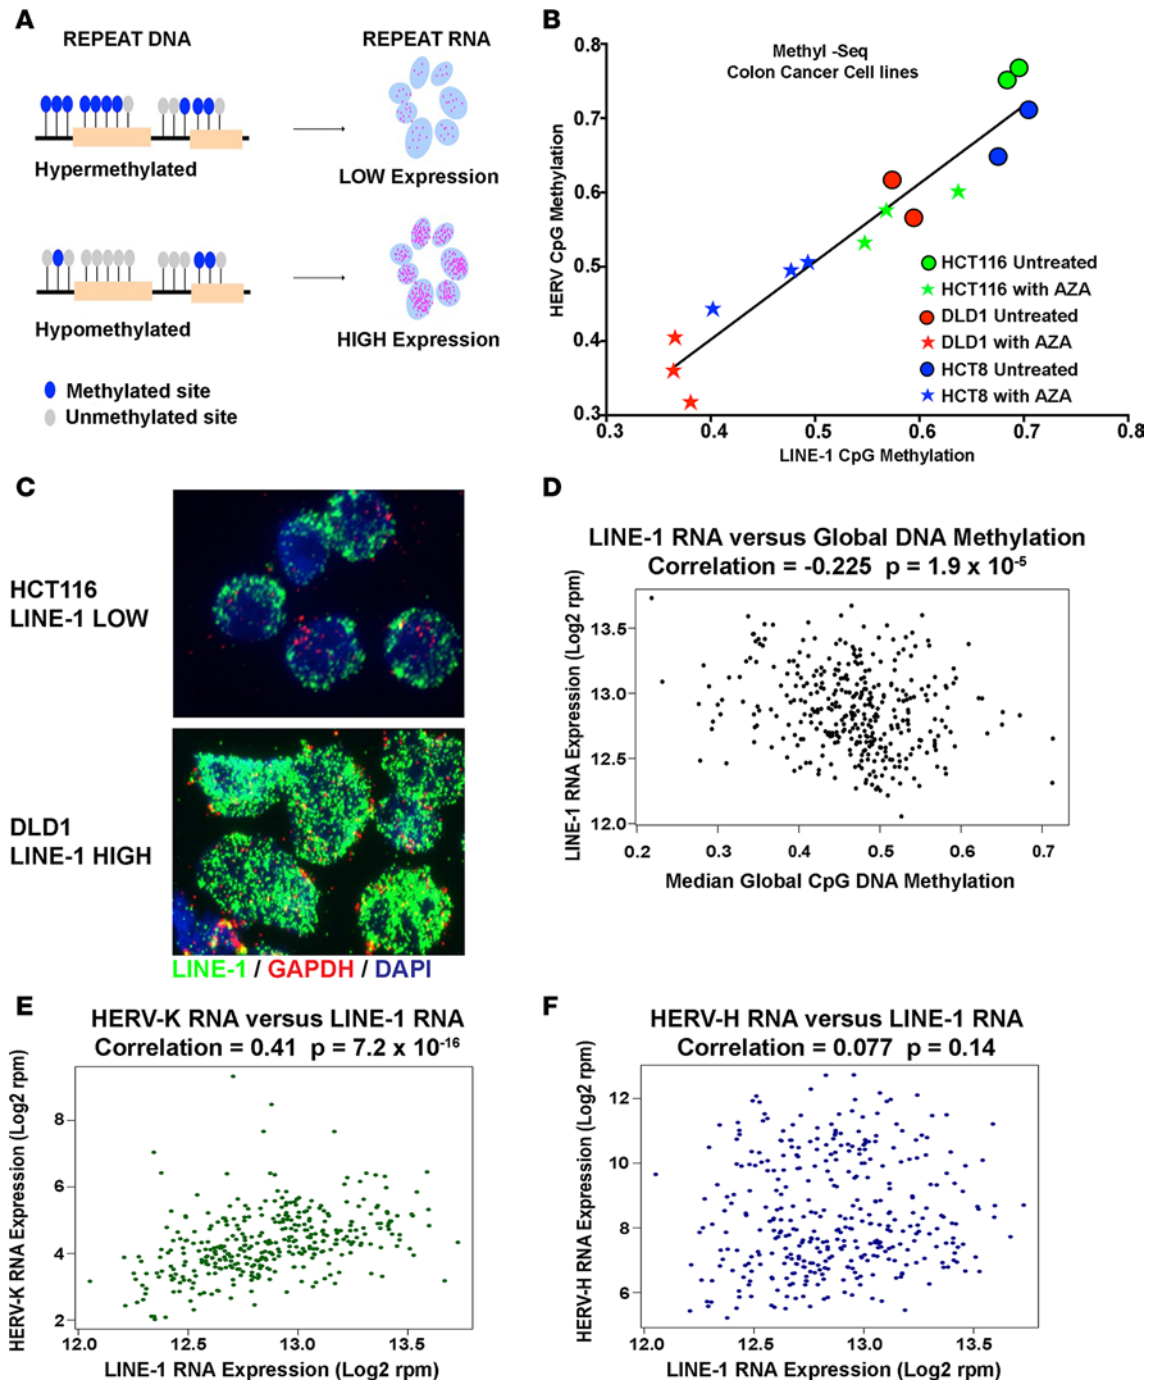 A
REPEAT DNA
REPEAT RNA
Hypermethylated
LOW Expression
Hypomethylated
HIGH Expression
Methylated site
Unmethylated site
B
Methyl -Seq
Colon Cancer Cell lines
HERV CpG Methylation
0.8
0.7
0.6
0.5
0.4
0.3
HCT116 Untreated
HCT116 with AZA
DLD1 Untreated
DLD1 with AZA
HCT8 Untreated
HCT8 with AZA
0.3 0.4 0.5 0.6 0.7 0.8
LINE-1 CpG Methylation
C
HCT116
LINE-1 LOW
DLD1
LINE-1 HIGH
LINE-1 / GAPDH / DAPI
D
LINE-1 RNA versus Global DNA Methylation
Correlation = -0.225 p = 1.9 x 10⁻⁵
LINE-1 RNA Expression (Log2 rpm)
13.5
13.0
12.5
12.0
0.2 0.3 0.4 0.5 0.6 0.7
Median Global CpG DNA Methylation
E
HERV-K RNA versus LINE-1 RNA
Correlation = 0.41 p = 7.2 x 10⁻¹⁶
HERV-K RNA Expression (Log2 rpm)
8
6
4
2
12.0 12.5 13.0 13.5
LINE-1 RNA Expression (Log2 rpm)
F
HERV-H RNA versus LINE-1 RNA
Correlation = 0.077 p = 0.14
HERV-H RNA Expression (Log2 rpm)
12
10
8
6
12.0 12.5 13.0 13.5
LINE-1 RNA Expression (Log2 rpm)